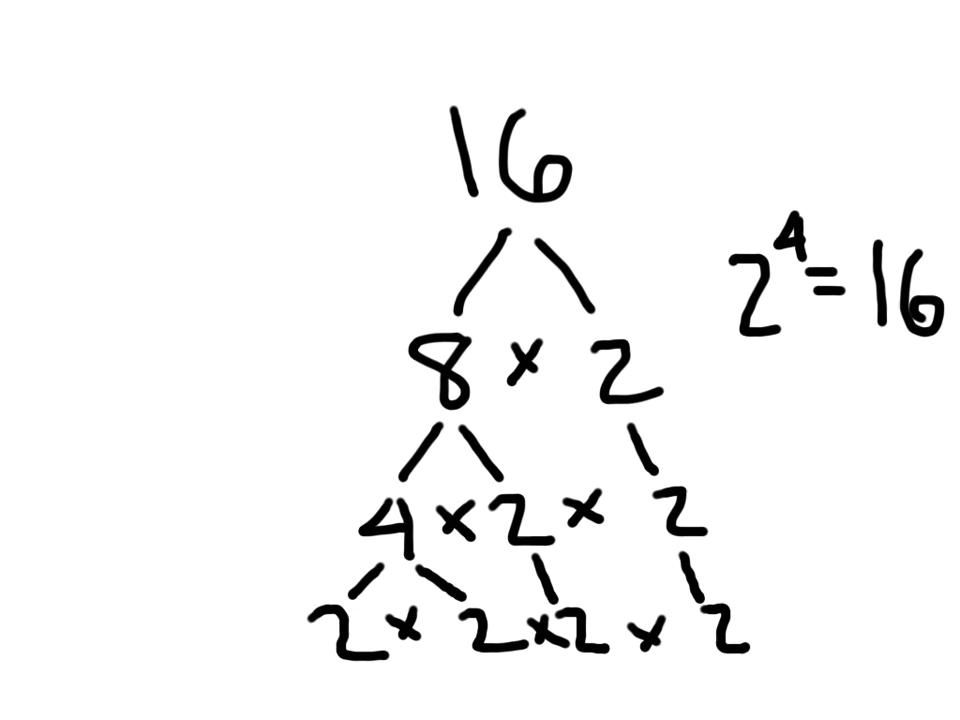 16
2⁴=16
8 × 2
4 × 2 × 2
2 × 2 × 2 × 2